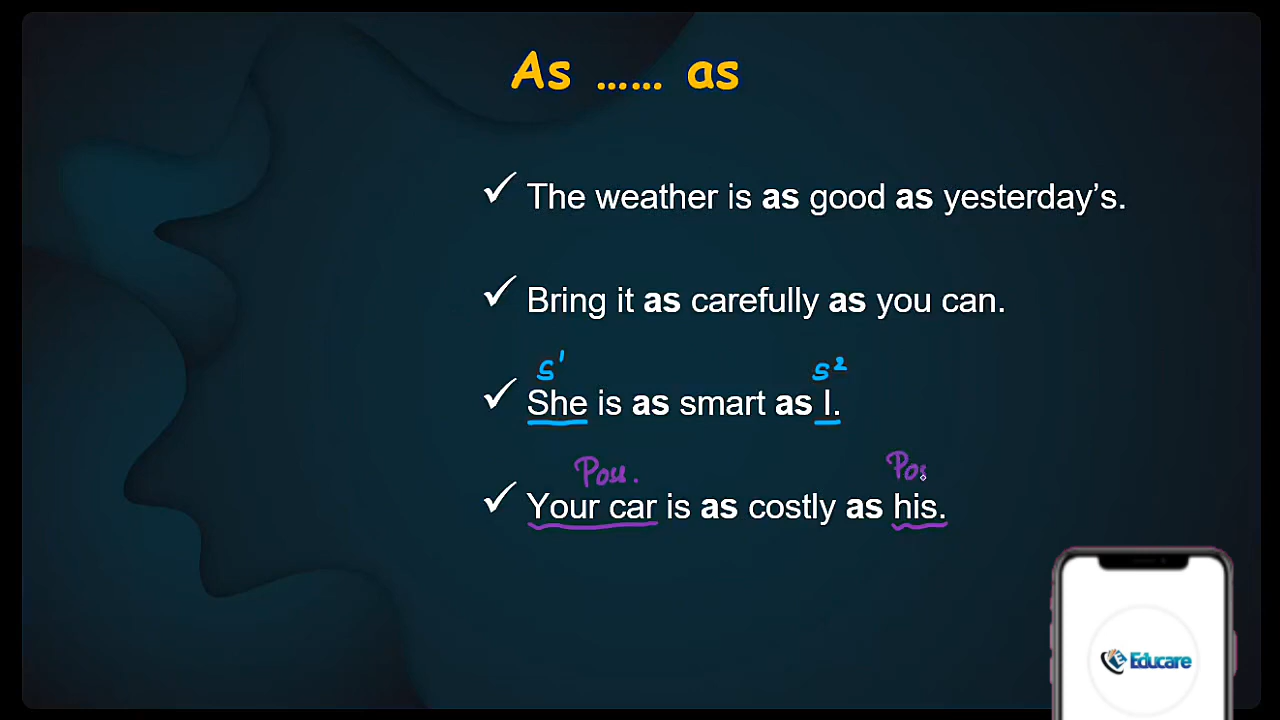 As ...... as
✓ The weather is as good as yesterday's.
✓ Bring it as carefully as you can.
S1 S2
✓ She is as smart as I.
Poss. Pos
✓ Your car is as costly as his.
Educare